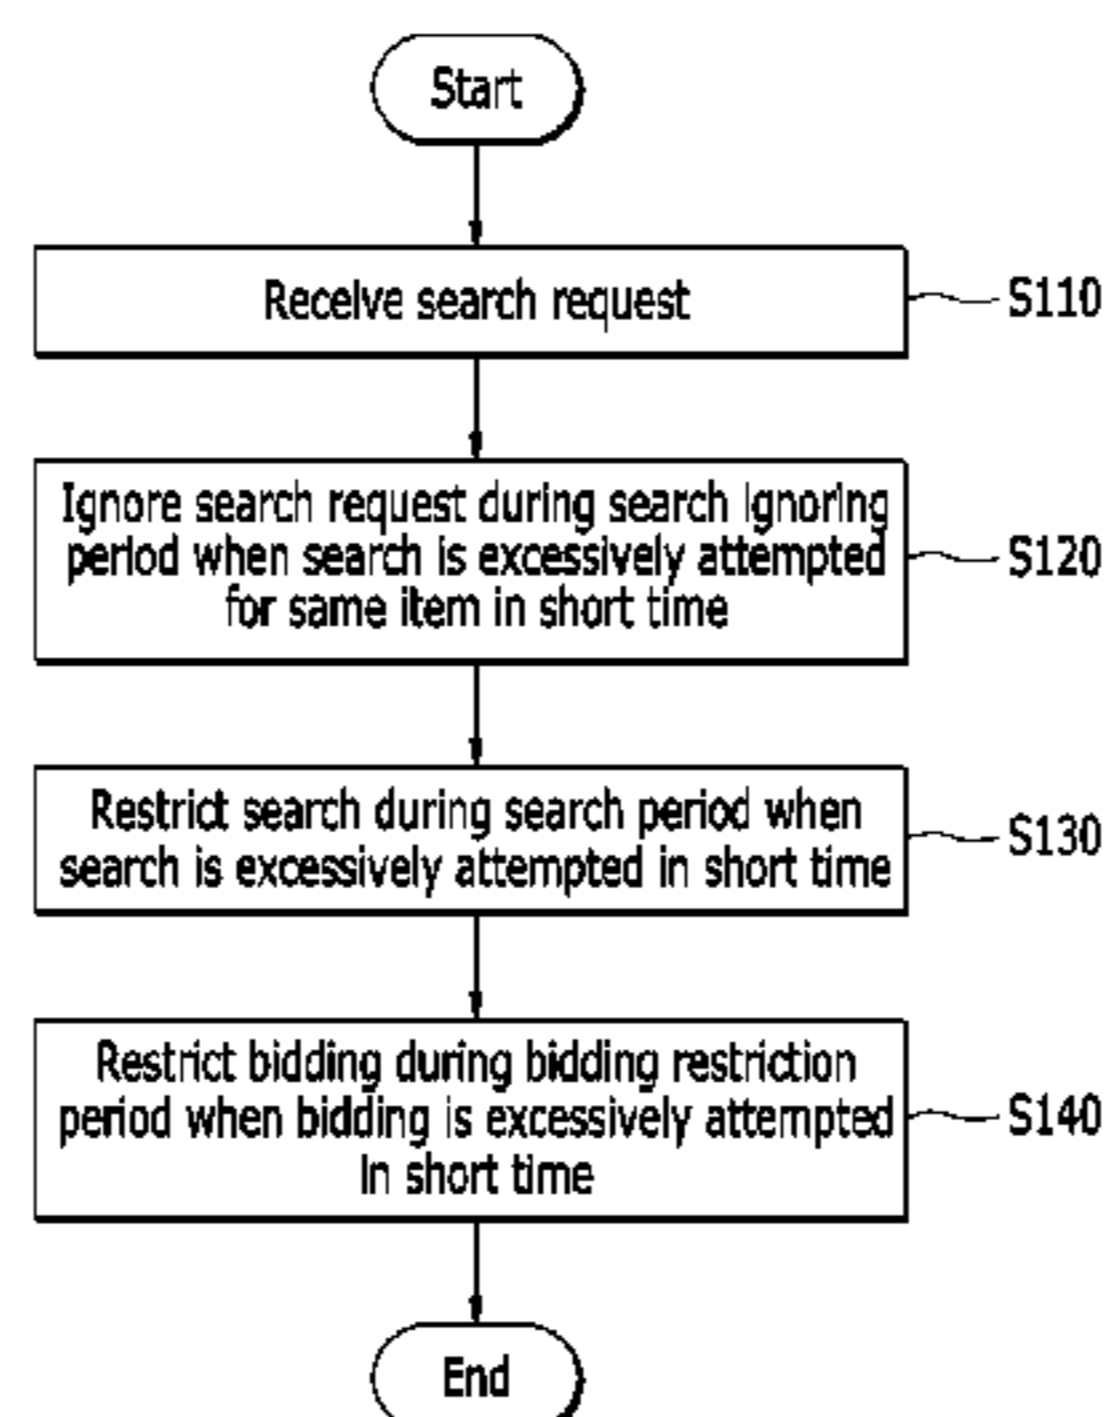 Start
Receive search request
S110
Ignore search request during search ignoring
period when search is excessively attempted
for same item in short time
S120
Restrict search during search period when
search is excessively attempted in short time
S130
Restrict bidding during bidding restriction
period when bidding is excessively attempted
in short time
S140
End